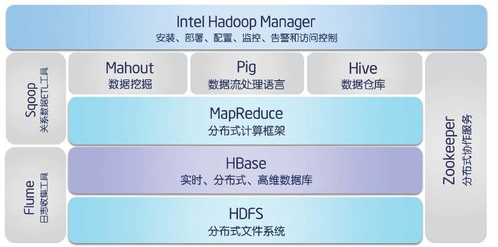 Intel Hadoop Manager
安装、部署、配置、监控、告警和访问控制
Sqoop
关系数据ETL工具
Mahout
数据挖掘
Pig
数据流处理语言
Hive
数据仓库
MapReduce
分布式计算框架
Flume
日志收集工具
HBase
实时、分布式、高维数据库
HDFS
分布式文件系统
Zookeeper
分布式协作服务